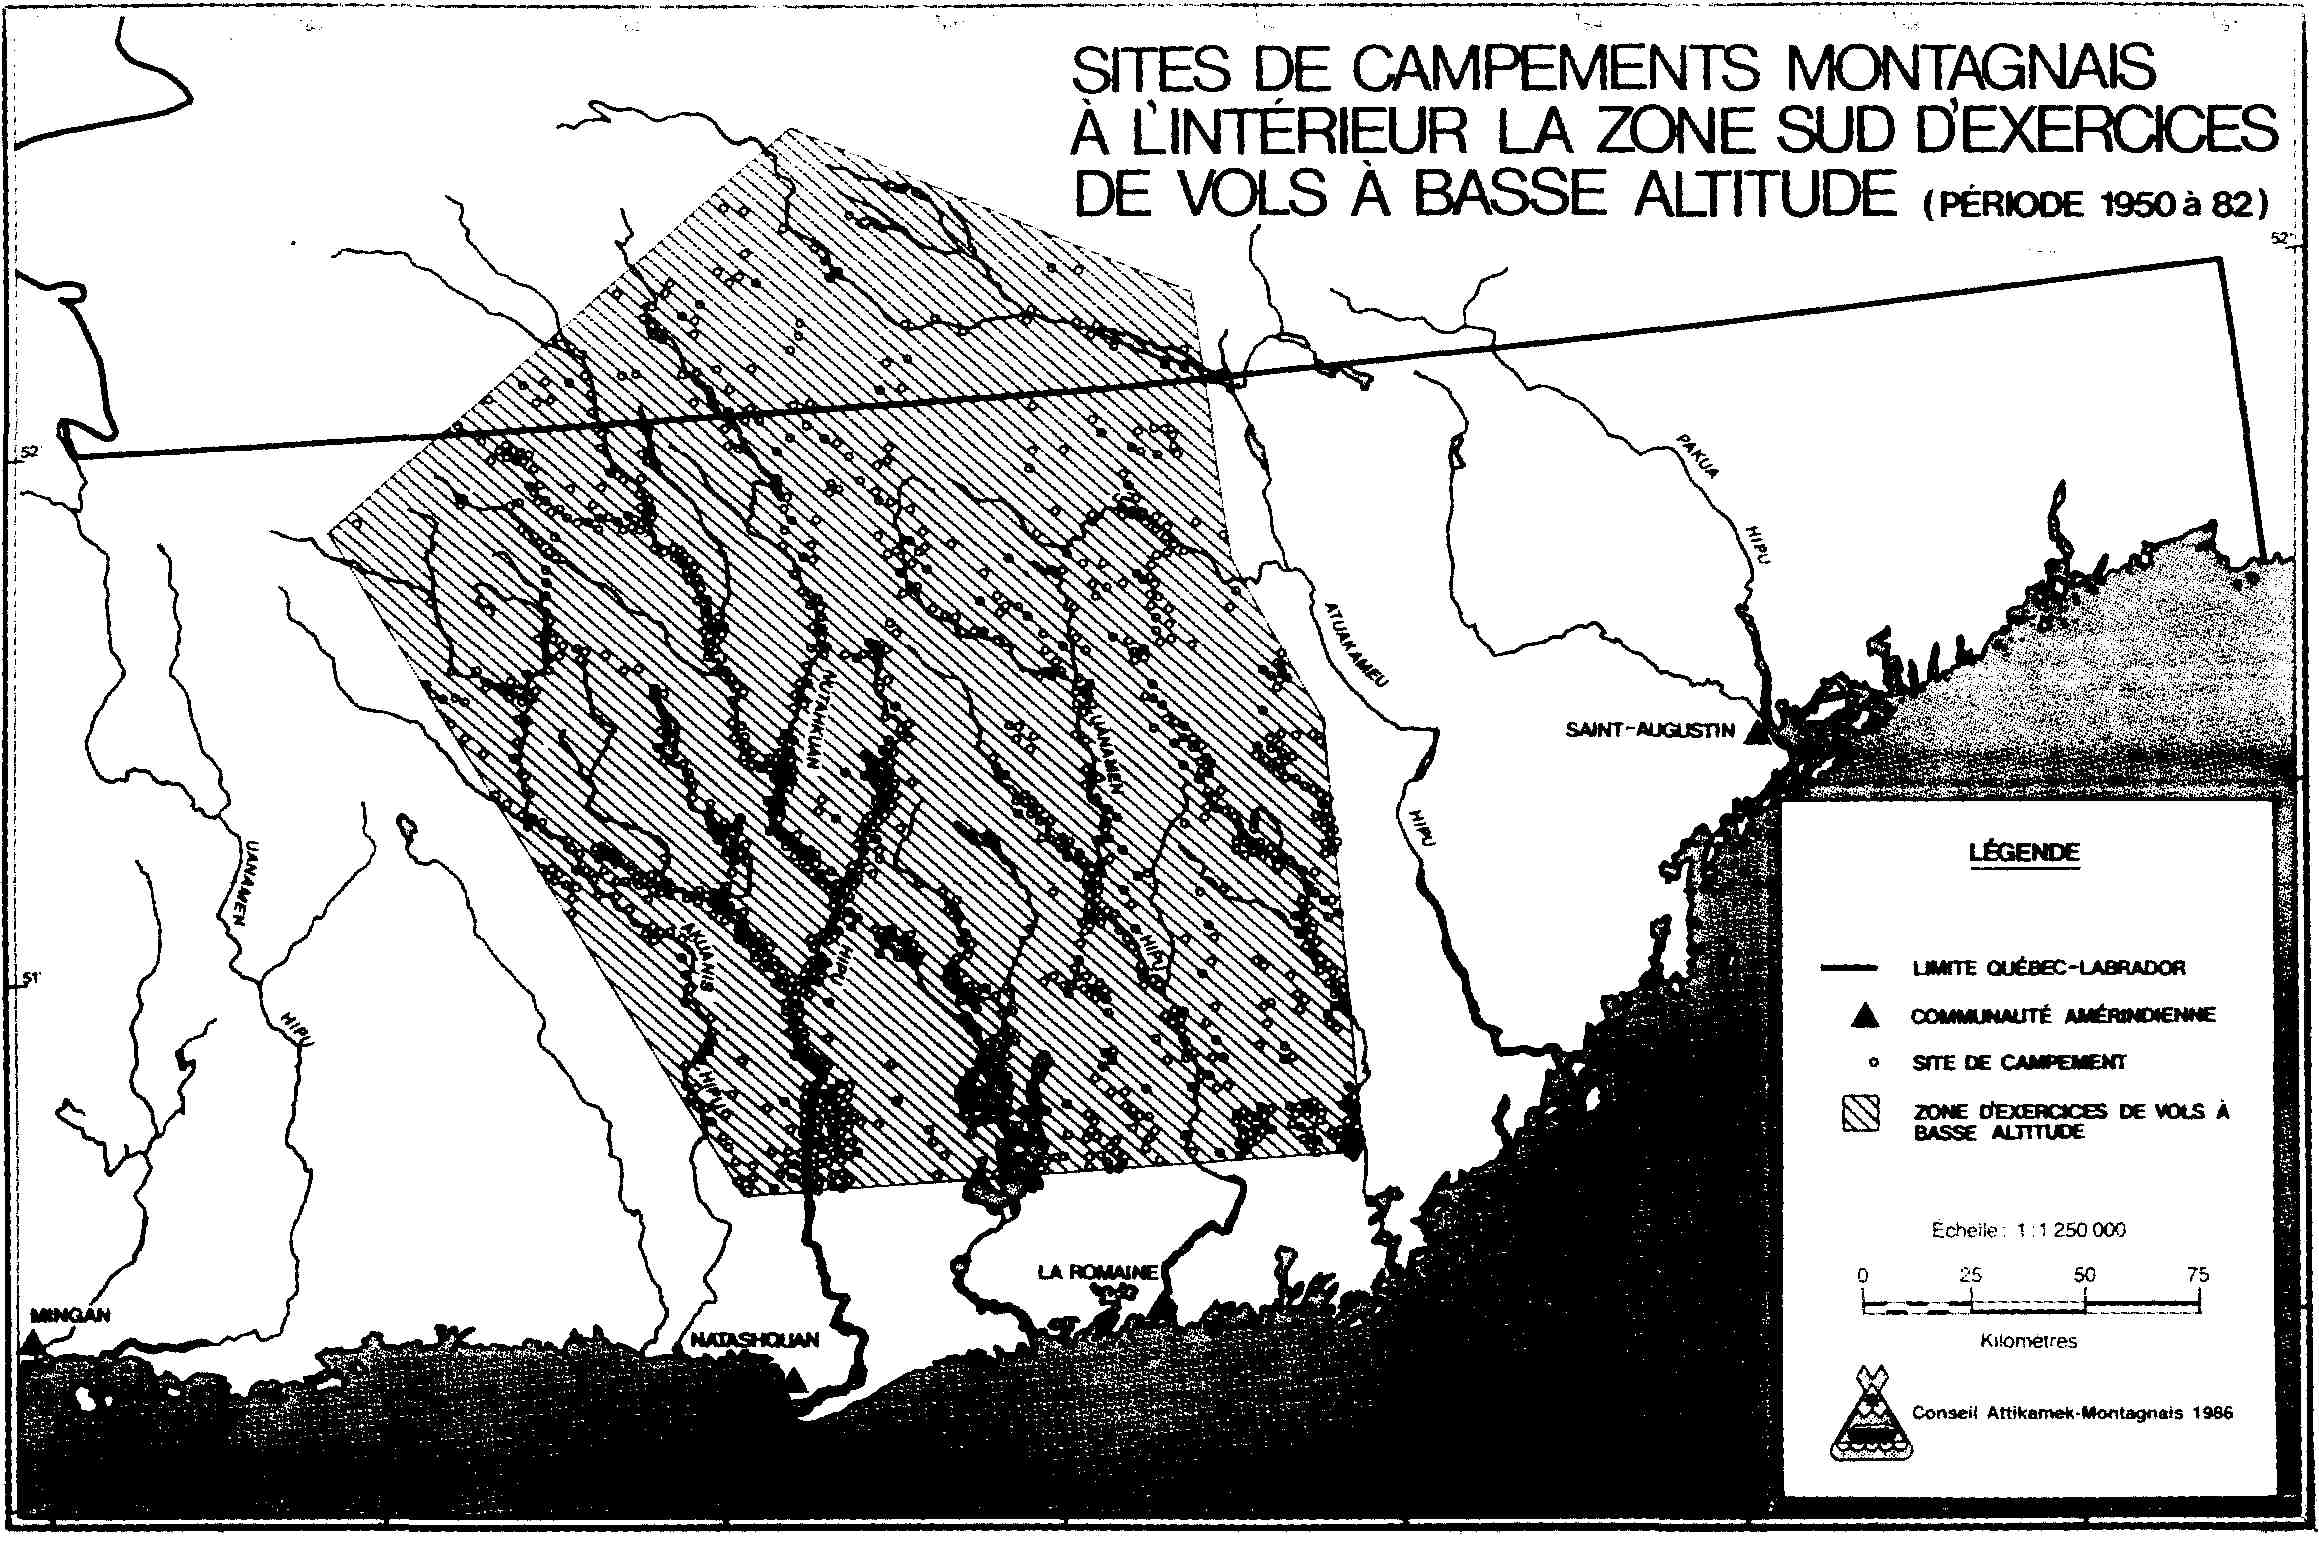 SITES DE CAMPEMENTS MONTAGNAIS
À L'INTÉRIEUR LA ZONE SUD D'EXERCICES
DE VOLS À BASSE ALTITUDE (PÉRIODE 1950 à 82)
52°
52
51°
PAKUA
HIPU
ATUAKAMEU
HIPU
SAINT-AUGUSTIN
NUTAHKUAN
HIPU
UANAMEN
HIPU
UANAMEN
HIPU
AKUANIS
HIPUS
MINGAN
NATASHQUAN
LA ROMAINE
LÉGENDE
LIMITE QUÉBEC-LABRADOR
COMMUNAUTÉ AMÉRINDIENNE
SITE DE CAMPEMENT
ZONE D'EXERCICES DE VOLS À
BASSE ALTITUDE
Echelle: 1:1 250 000
0 25 50 75
Kilomètres
Conseil Attikamek-Montagnais 1986